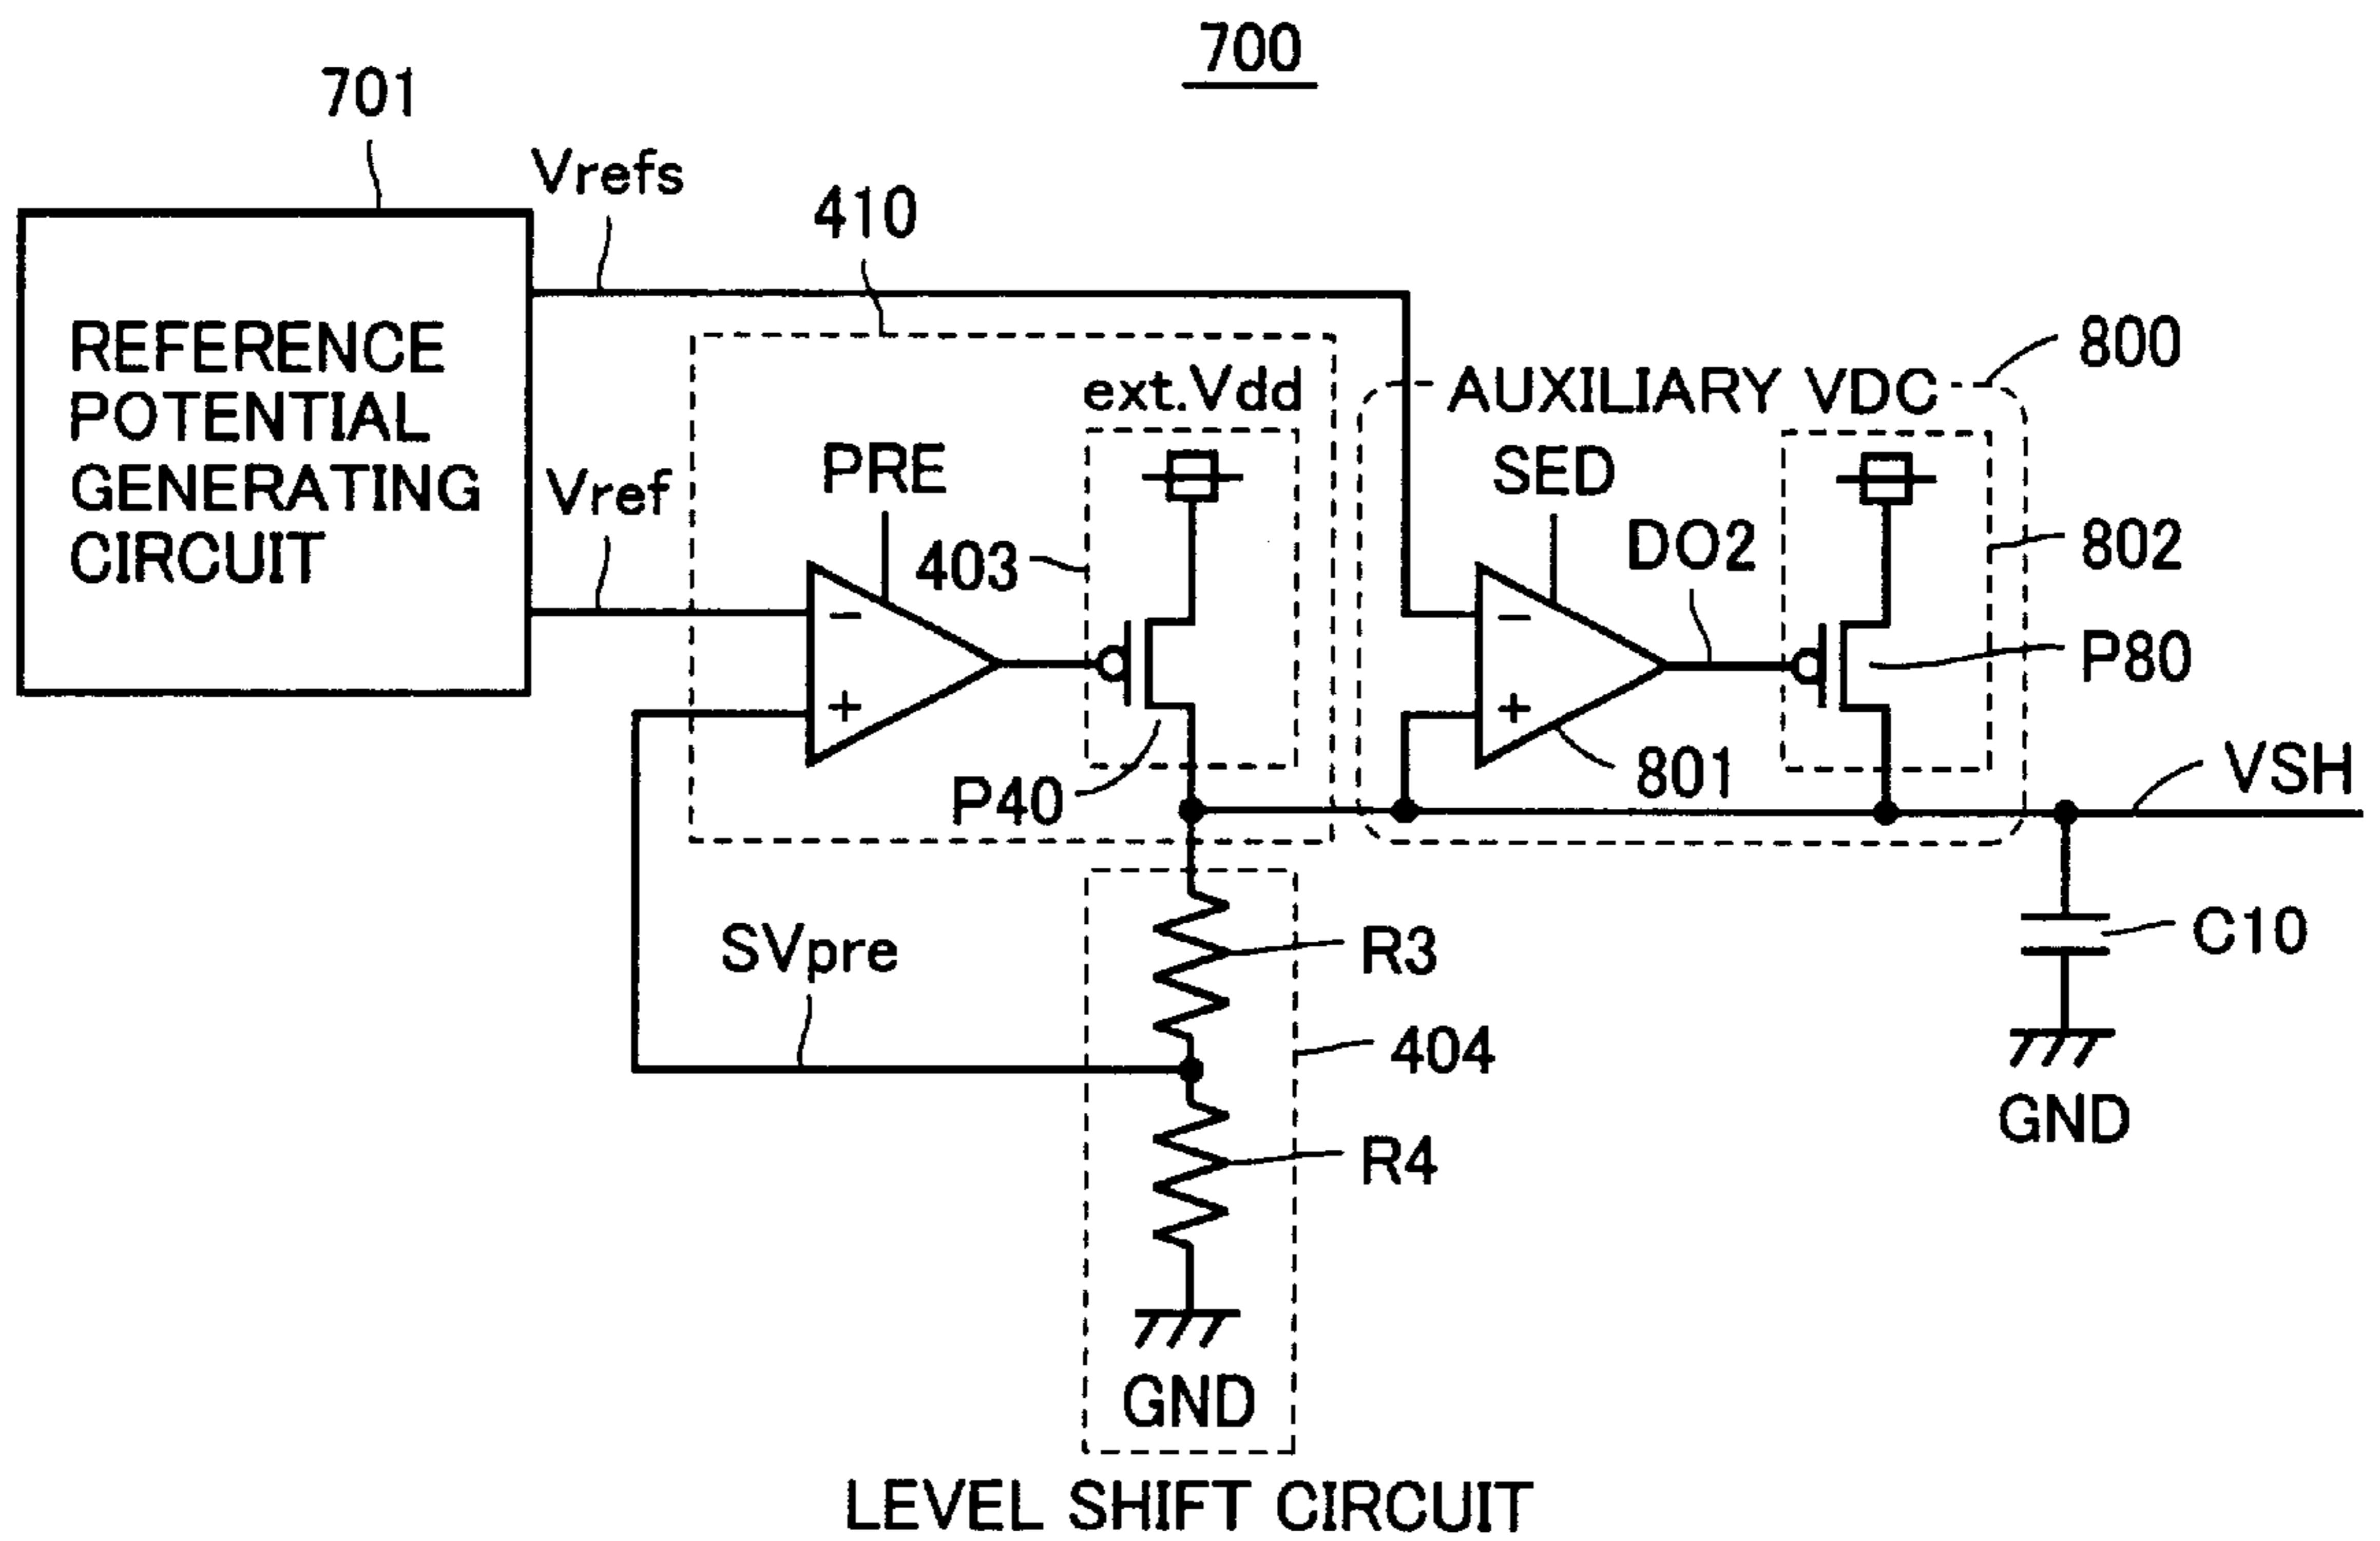 700
701
Vrefs
410
REFERENCE
POTENTIAL
GENERATING
CIRCUIT
ext.Vdd
AUXILIARY VDC
800
PRE
SED
Vref
403
DO2
802
−
+
−
+
P80
P40
801
VSH
SVpre
R3
C10
404
GND
R4
GND
LEVEL SHIFT CIRCUIT